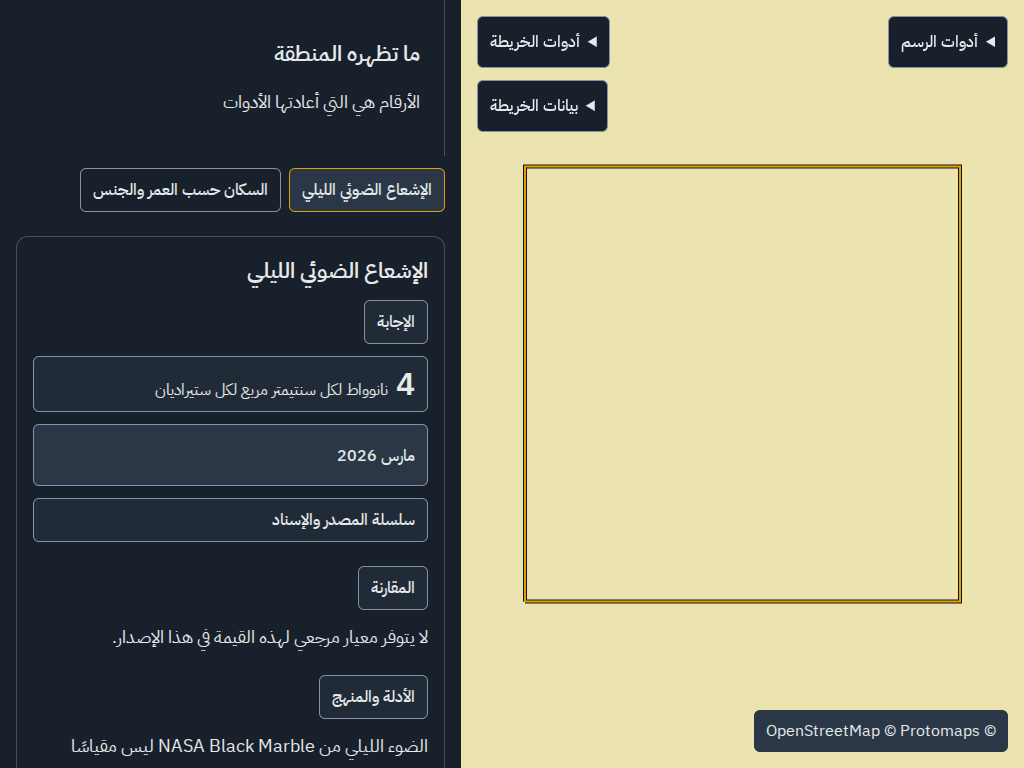 ما تظهره المنطقة
الأرقام هي التي أعادتها الأدوات
الإشعاع الضوئي الليلي
السكان حسب العمر والجنس
الإشعاع الضوئي الليلي
الإجابة
4 نانوواط لكل سنتيمتر مربع لكل ستيراديان
مارس 2026
سلسلة المصدر والإسناد
المقارنة
لا يتوفر معيار مرجعي لهذه القيمة في هذا الإصدار.
الأدلة والمنهج
الضوء الليلي من NASA Black Marble ليس مقياسًا
أدوات الرسم
أدوات الخريطة
بيانات الخريطة
OpenStreetMap © Protomaps ©